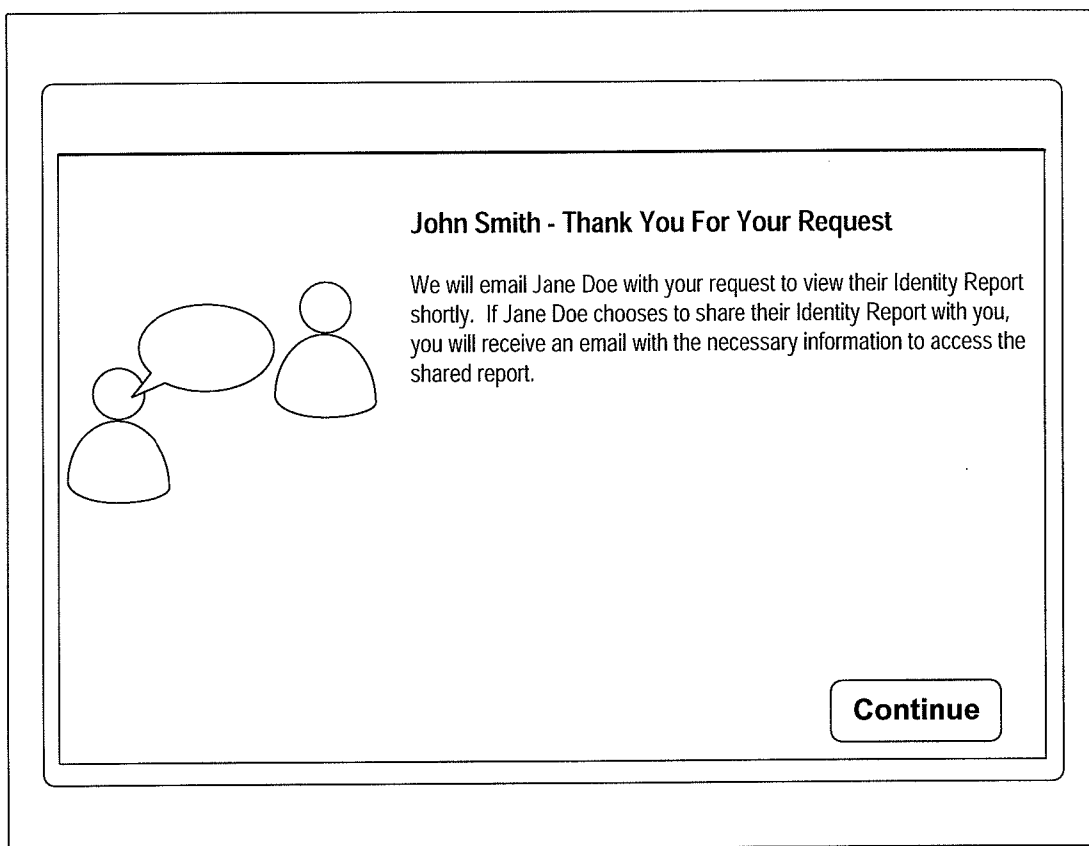 John Smith - Thank You For Your Request
We will email Jane Doe with your request to view their Identity Report
shortly. If Jane Doe chooses to share their Identity Report with you,
you will receive an email with the necessary information to access the
shared report.
Continue